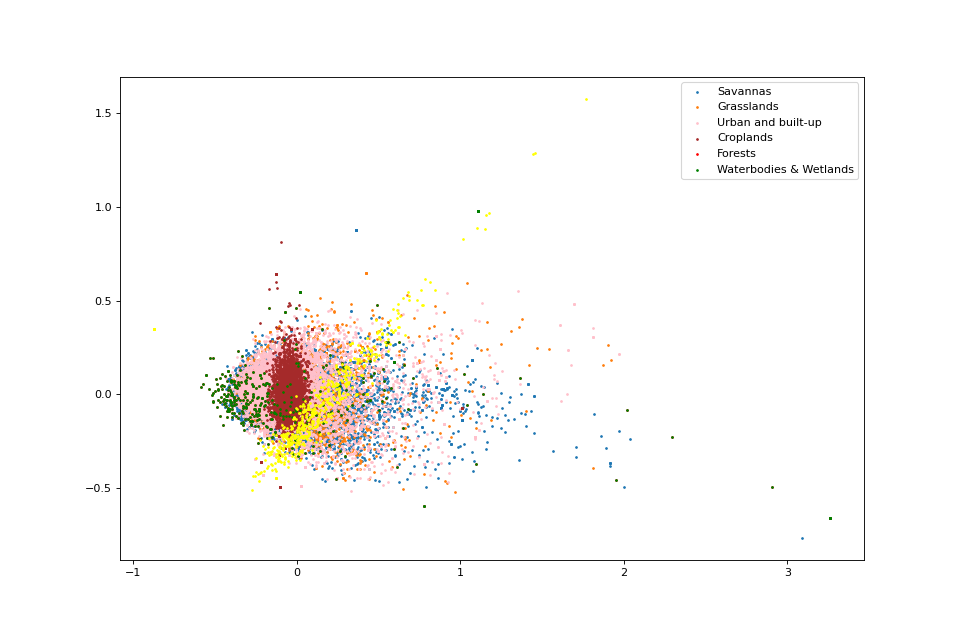 1.5
1.0
0.5
0.0
−0.5
−1
0
1
2
3
Savannas
Grasslands
Urban and built-up
Croplands
Forests
Waterbodies & Wetlands